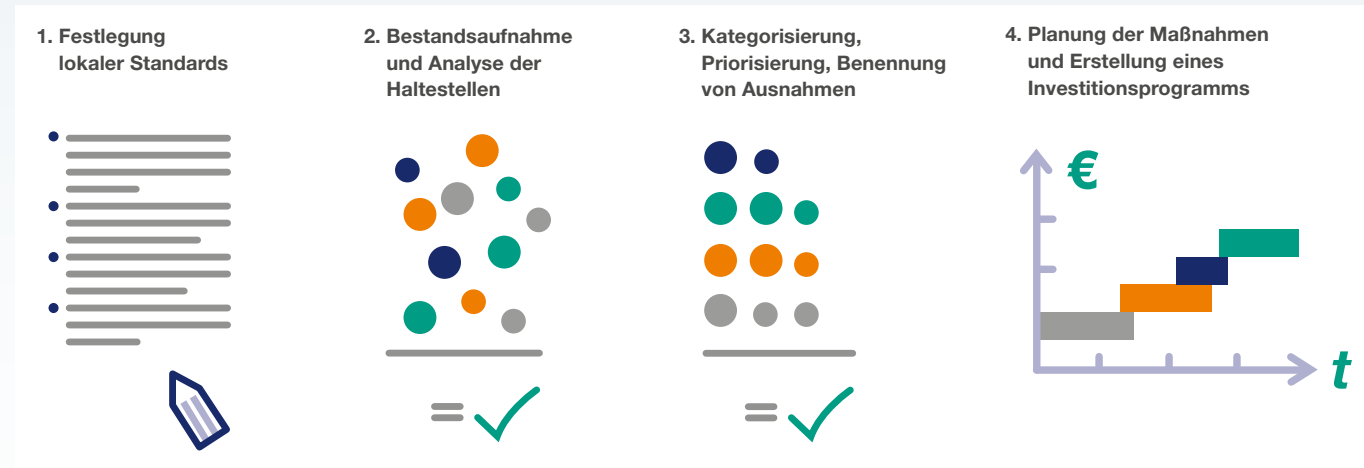 1. Festlegung
lokaler Standards
2. Bestandsaufnahme
und Analyse der
Haltestellen
=
3. Kategorisierung,
Priorisierung, Benennung
von Ausnahmen
=
4. Planung der Maßnahmen
und Erstellung eines
Investitionsprogramms
€
t